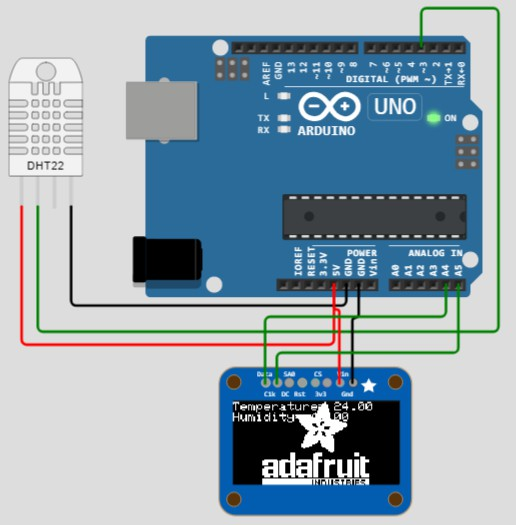 AREF
GND
13
12
~11
~10
~9
8
7
~6
~5
4
~3
2
TX→1
RX←0
DIGITAL (PWM ~)
L
UNO
ON
TX
RX
ARDUINO
DHT22
IOREF
RESET
3.3V
5V
GND
GND
Vin
POWER
ANALOG IN
A0
A1
A2
A3
A4
A5
Data SA0 CS Vin
Clk DC Rst 3v3 Gnd
Temperature: 24.00
Humidity
adafruit
INDUSTRIES